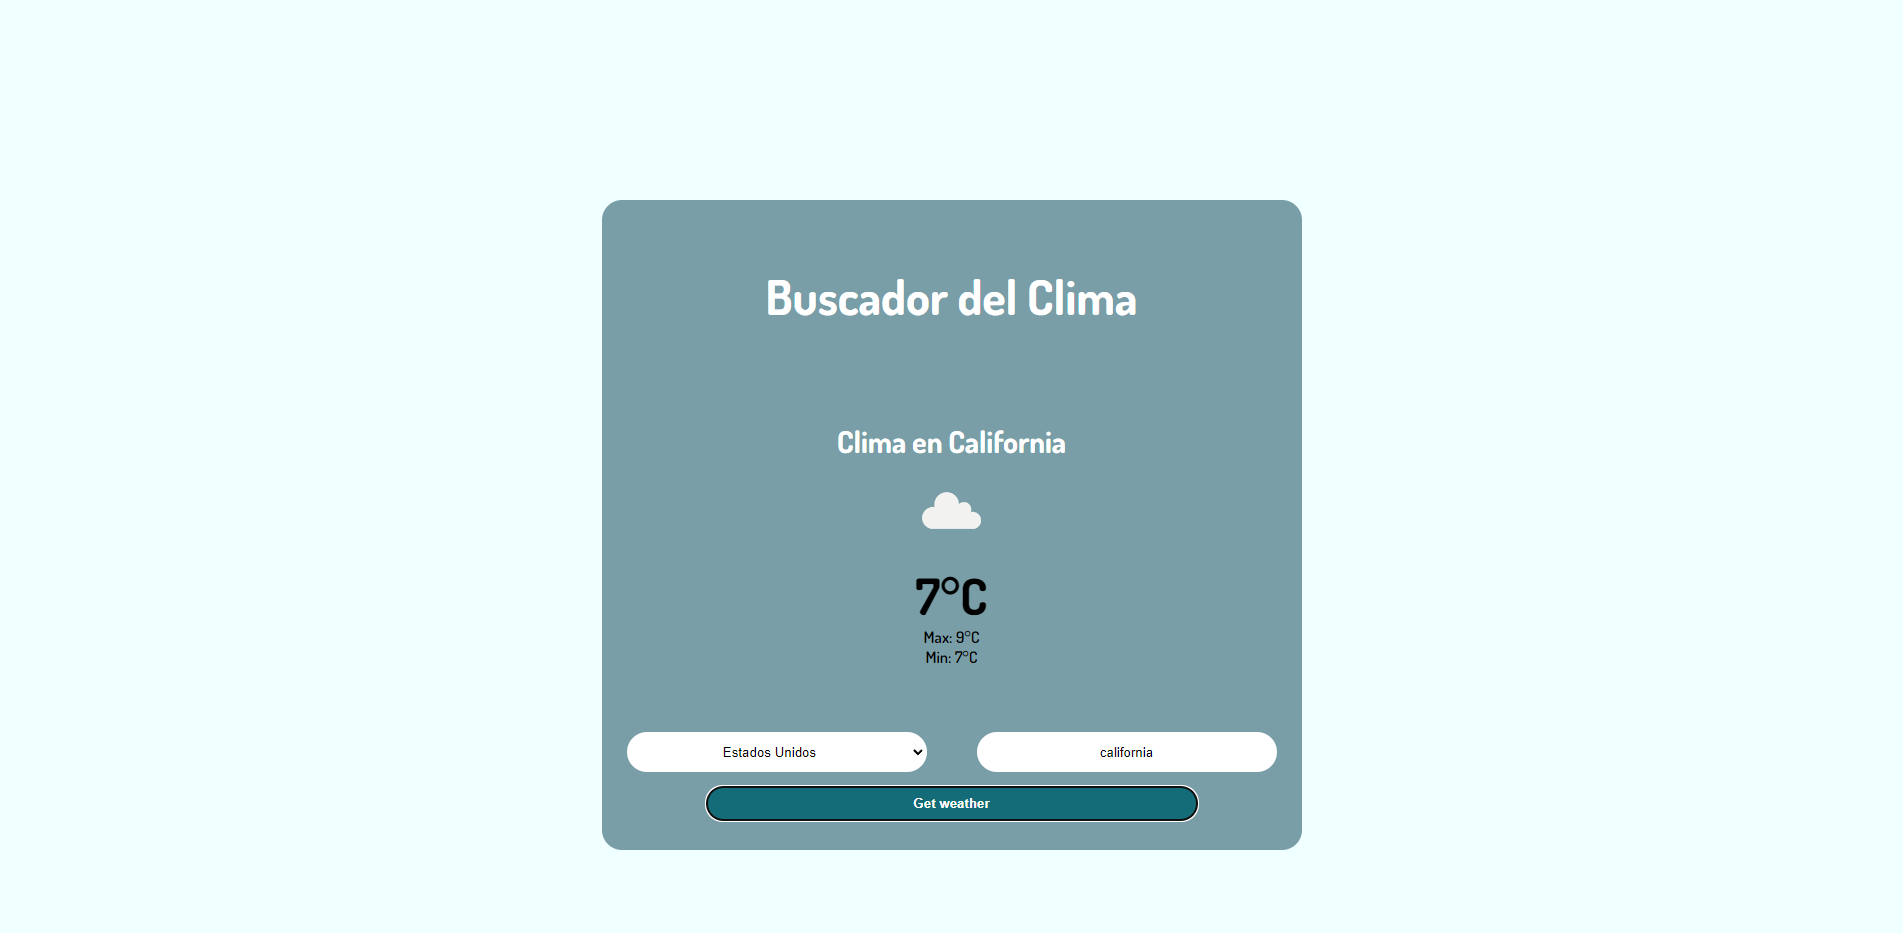 Buscador del Clima
Clima en California
7°C
Max: 9°C
Min: 7°C
Estados Unidos
california
Get weather